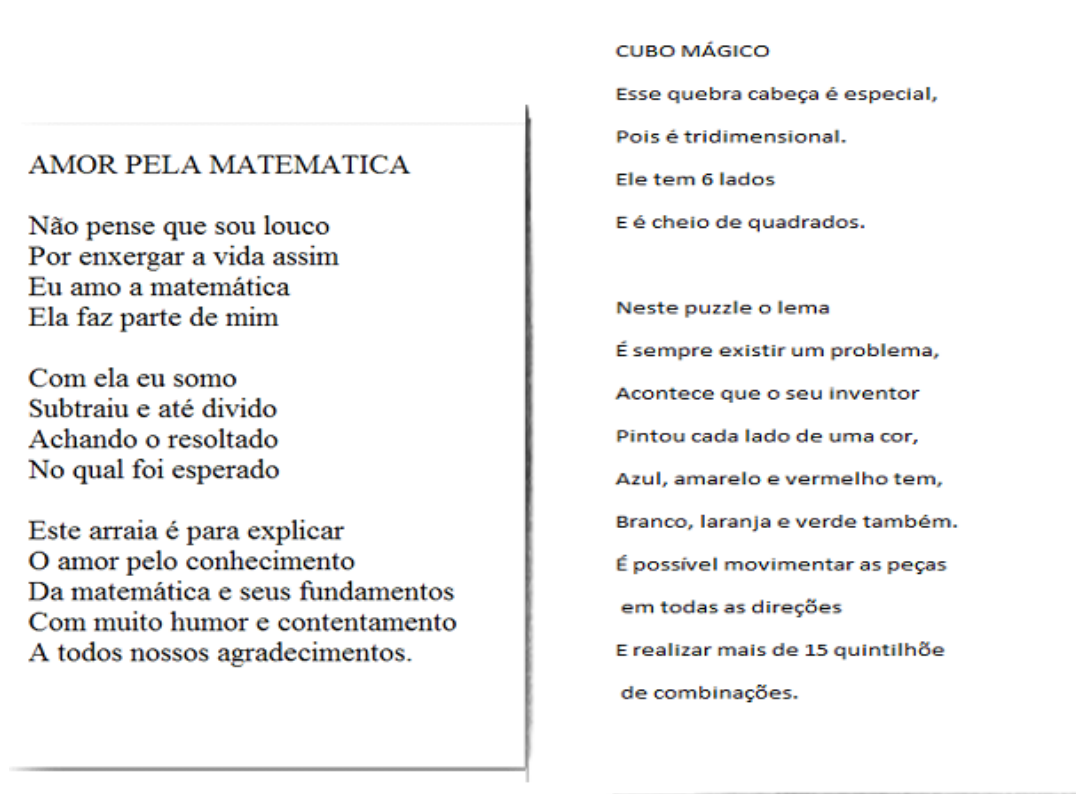 AMOR PELA MATEMATICA
Não pense que sou louco
Por enxergar a vida assim
Eu amo a matemática
Ela faz parte de mim
Com ela eu somo
Subtraiu e até divido
Achando o resoltado
No qual foi esperado
Este arraia é para explicar
O amor pelo conhecimento
Da matemática e seus fundamentos
Com muito humor e contentamento
A todos nossos agradecimentos.
CUBO MÁGICO
Esse quebra cabeça é especial,
Pois é tridimensional.
Ele tem 6 lados
E é cheio de quadrados.
Neste puzzle o lema
É sempre existir um problema,
Acontece que o seu inventor
Pintou cada lado de uma cor,
Azul, amarelo e vermelho tem,
Branco, laranja e verde também.
É possível movimentar as peças
em todas as direções
E realizar mais de 15 quintilhõe
de combinações.